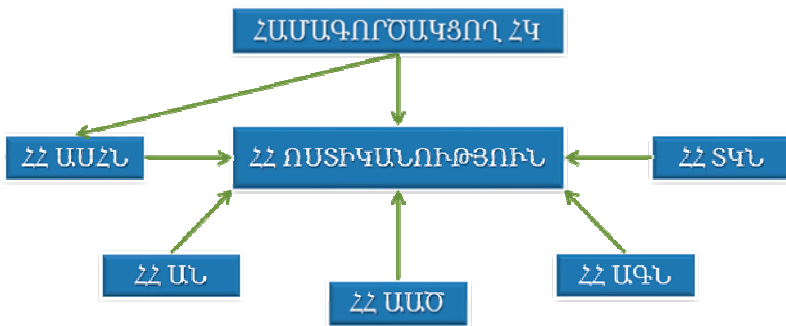 ՀԱՄԱԳՈՐԾԱԿՑՈՂ ՀԿ
ՀՀ ԱՍՀՆ
ՀՀ ՈՍՏԻԿԱՆՈՒԹՅՈՒՆ
ՀՀ ՏԿՆ
ՀՀ ԱՆ
ՀՀ ԱԱԾ
ՀՀ ԱԳՆ